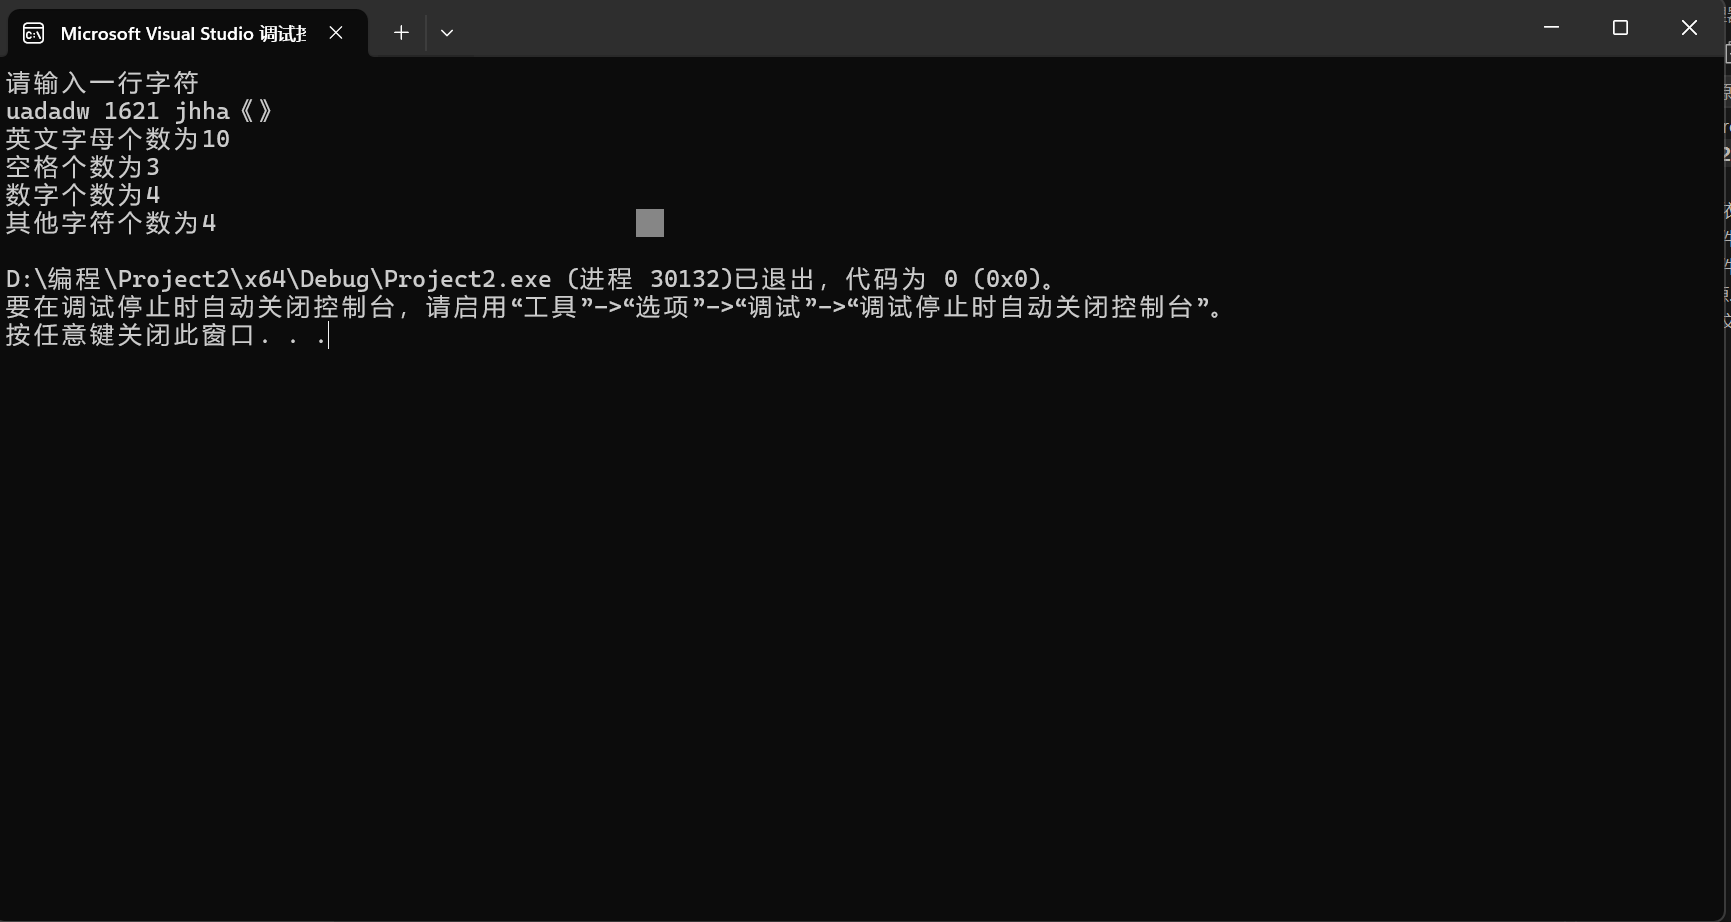 Microsoft Visual Studio 调试
请输入一行字符
uadadw 1621 jhha《》
英文字母个数为10
空格个数为3
数字个数为4
其他字符个数为4
D:\编程\Project2\x64\Debug\Project2.exe (进程 30132)已退出，代码为 0 (0x0)。
要在调试停止时自动关闭控制台，请启用“工具”->“选项”->“调试”->“调试停止时自动关闭控制台”。
按任意键关闭此窗口. . .